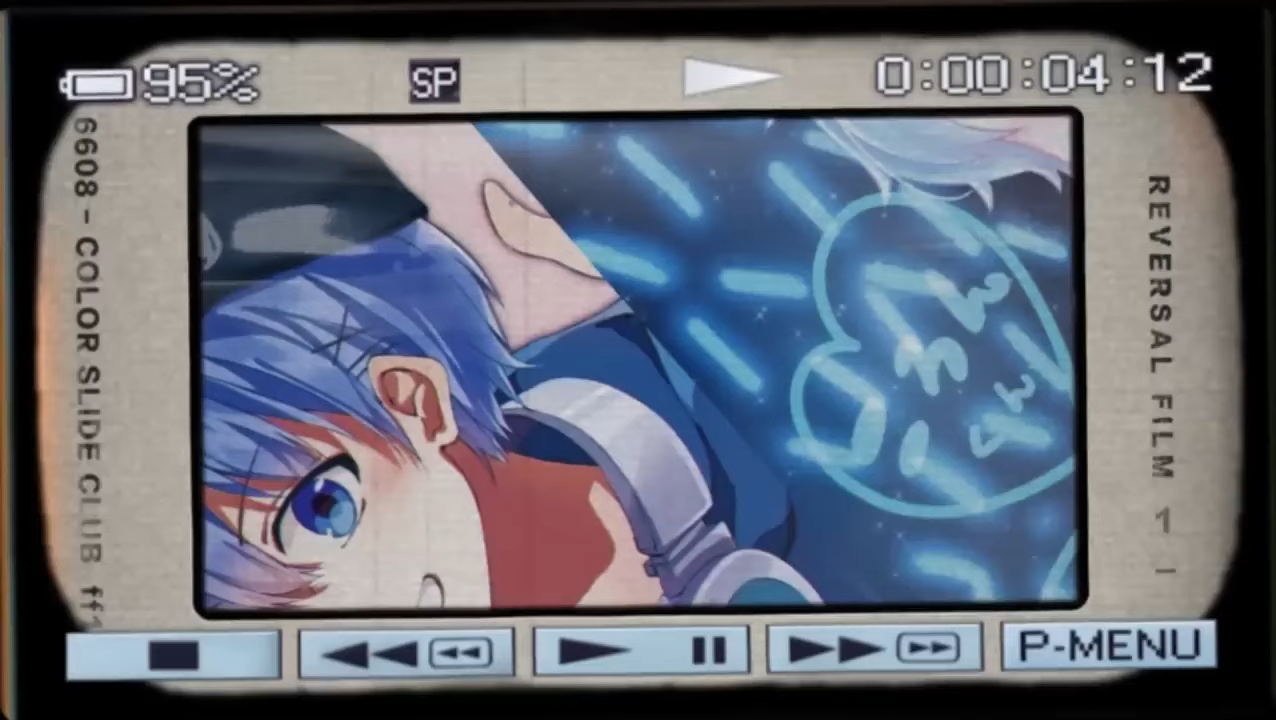 95%
SP
0:00:04:12
6608 - COLOR SLIDE CLUB
REVERSAL FILM
P-MENU